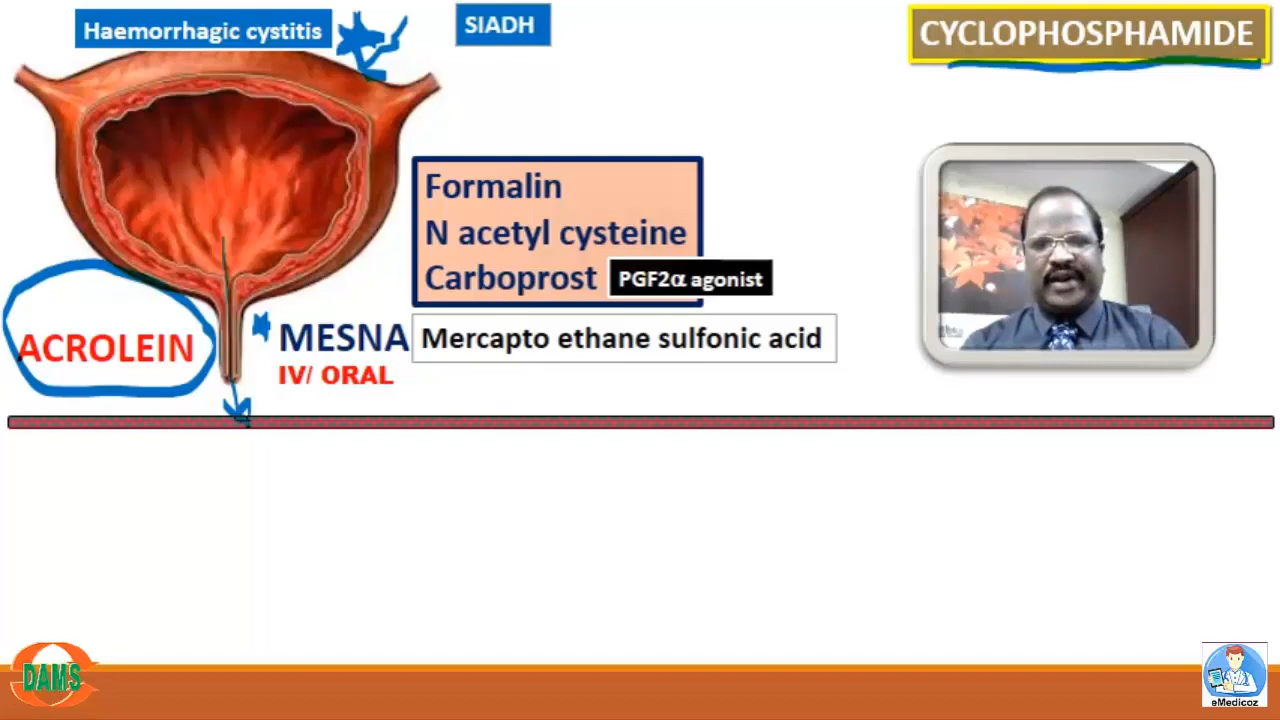 Haemorrhagic cystitis
SIADH
CYCLOPHOSPHAMIDE
Formalin
N acetyl cysteine
Carboprost PGF2α agonist
ACROLEIN
MESNA Mercapto ethane sulfonic acid
IV/ ORAL
DAMS
eMedicoz